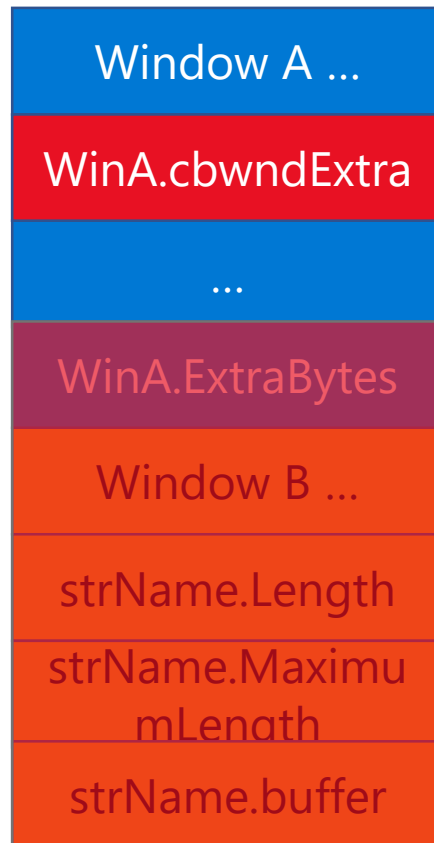 Window A ...
WinA.cbwndExtra
...
WinA.ExtraBytes
Window B ...
strName.Length
strName.Maximu
mLength
strName.buffer